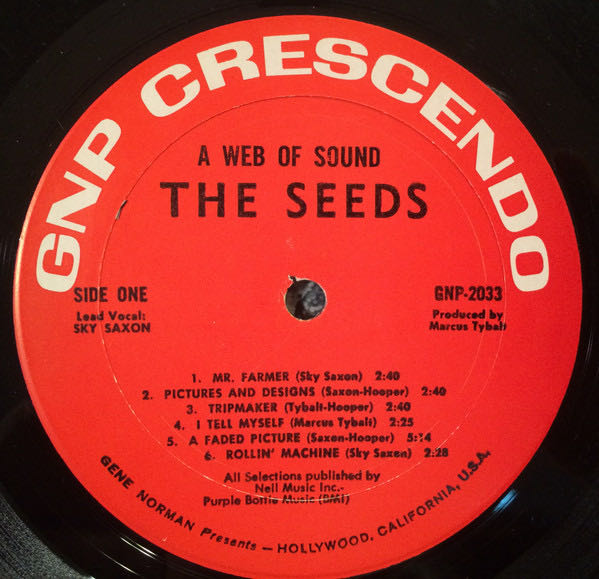 GNP CRESCENDO
A WEB OF SOUND
THE SEEDS
SIDE ONE
Lead Vocal:
SKY SAXON
GNP-2033
Produced by
Marcus Tybalt
1. MR. FARMER (Sky Saxon) 2:40
2. PICTURES AND DESIGNS (Saxon-Hooper) 2:40
3. TRIPMAKER (Tybalt-Hooper) 2:40
4. I TELL MYSELF (Marcus Tybalt) 2:25
5. A FADED PICTURE (Saxon-Hooper) 5:14
6. ROLLIN' MACHINE (Sky Saxon) 2:28
All Selections published by
Neil Music Inc.-
Purple Bottle Music (BMI)
GENE NORMAN Presents — HOLLYWOOD, CALIFORNIA, U.S.A.